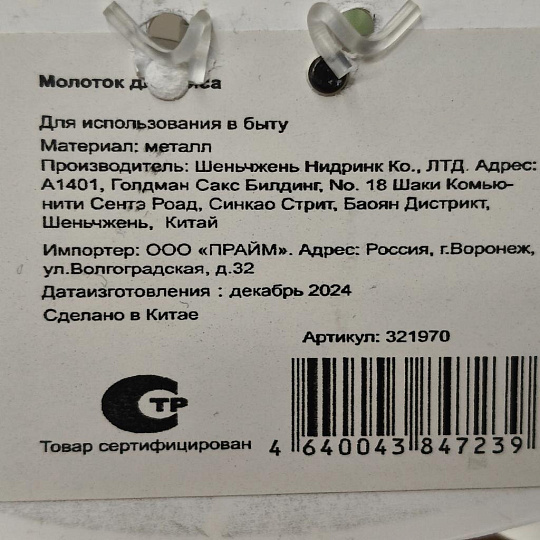 Молоток
Для использования в быту
Материал: металл
Производитель: Шеньчжень Нидринк Ко., ЛТД. Адрес:
А1401, Голдман Сакс Билдинг, No. 18 Шаки Комью-
нити Сентэ Роад, Синкао Стрит, Баоян Дистрикт,
Шеньчжень, Китай
Импортер: ООО «ПРАЙМ». Адрес: Россия, г.Воронеж,
ул.Волгоградская, д.32
Датаизготовления : декабрь 2024
Сделано в Китае
Артикул: 321970
СТР
Товар сертифицирован
4 640043 847239